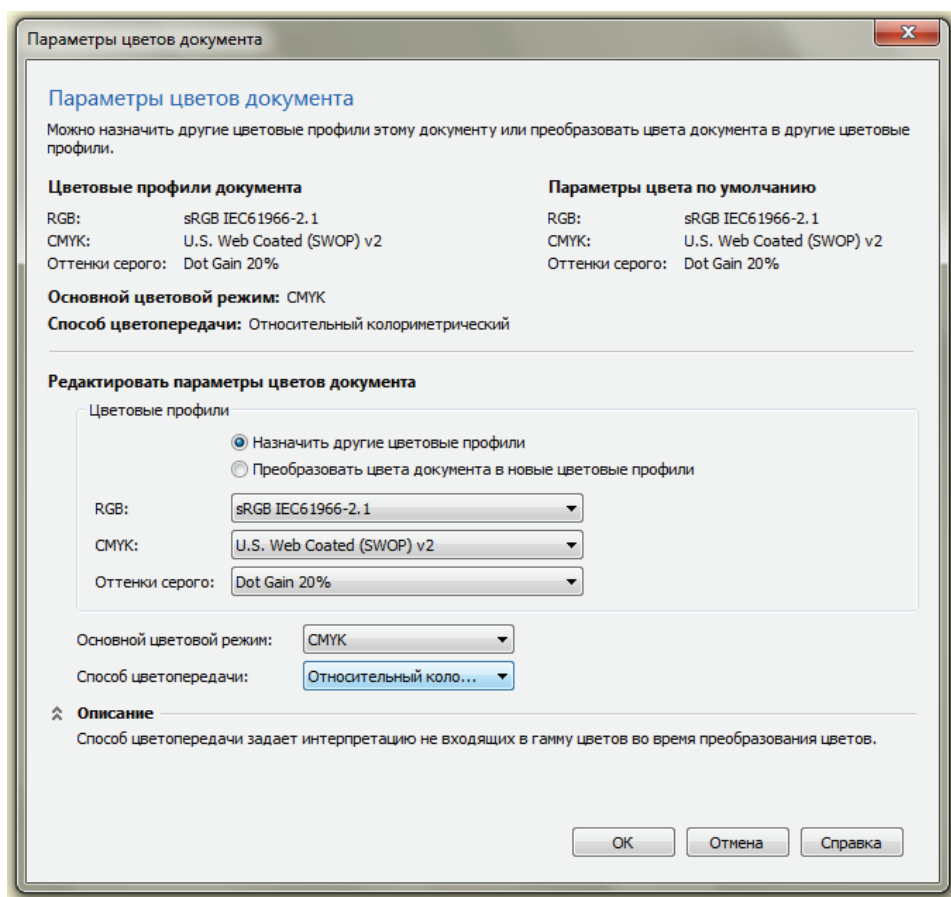 Параметры цветов документа
Параметры цветов документа
Можно назначить другие цветовые профили этому документу или преобразовать цвета документа в другие цветовые
профили.
Цветовые профили документа
RGB: sRGB IEC61966-2.1
CMYK: U.S. Web Coated (SWOP) v2
Оттенки серого: Dot Gain 20%
Параметры цвета по умолчанию
RGB: sRGB IEC61966-2.1
CMYK: U.S. Web Coated (SWOP) v2
Оттенки серого: Dot Gain 20%
Основной цветовой режим: CMYK
Способ цветопередачи: Относительный колориметрический
Редактировать параметры цветов документа
Цветовые профили
Назначить другие цветовые профили
Преобразовать цвета документа в новые цветовые профили
RGB: sRGB IEC61966-2.1
CMYK: U.S. Web Coated (SWOP) v2
Оттенки серого: Dot Gain 20%
Основной цветовой режим: CMYK
Способ цветопередачи: Относительный коло...
Описание
Способ цветопередачи задает интерпретацию не входящих в гамму цветов во время преобразования цветов.
OK Отмена Справка